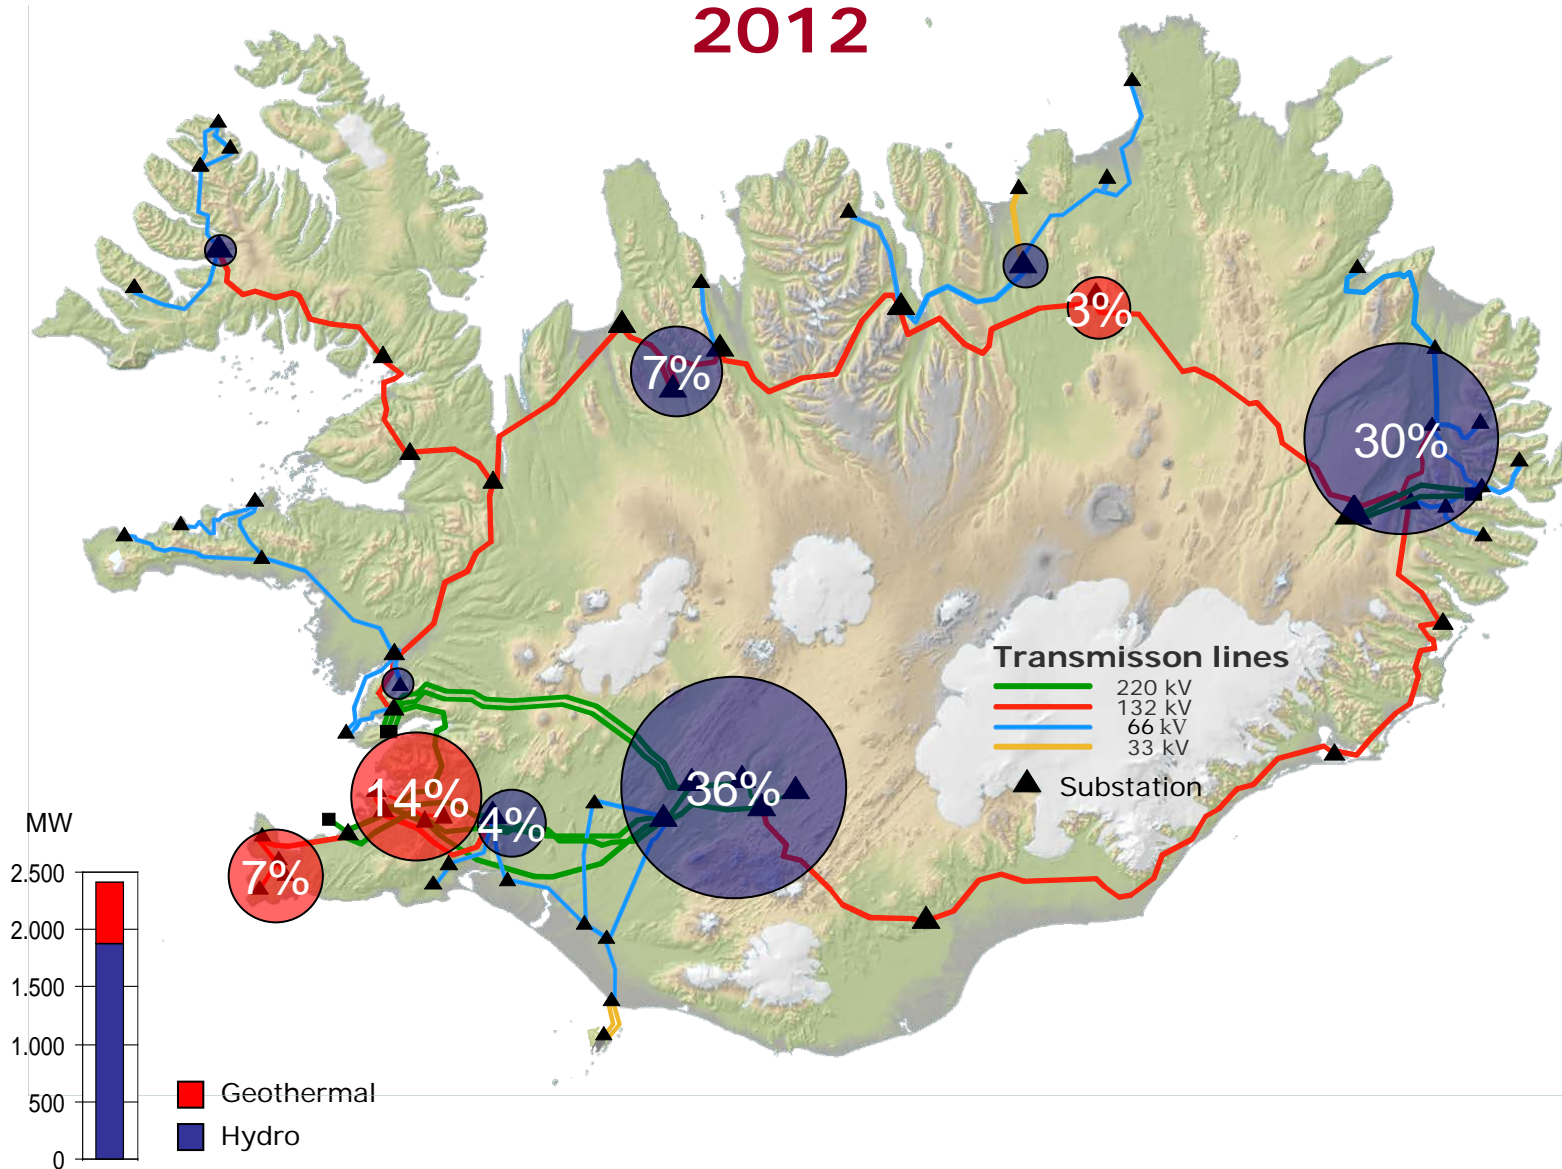 2012
7%
3%
30%
Transmisson lines
220 kV
132 kV
66 kV
33 kV
Substation
36%
14%
4%
7%
MW
2.500
2.000
1.500
1.000
500
0
Geothermal
Hydro